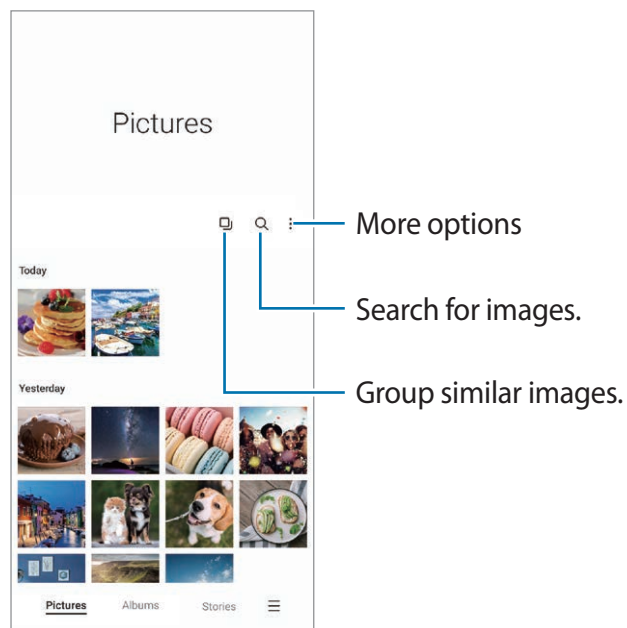 Pictures
More options
Today
Search for images.
Yesterday
Group similar images.
Pictures Albums Stories